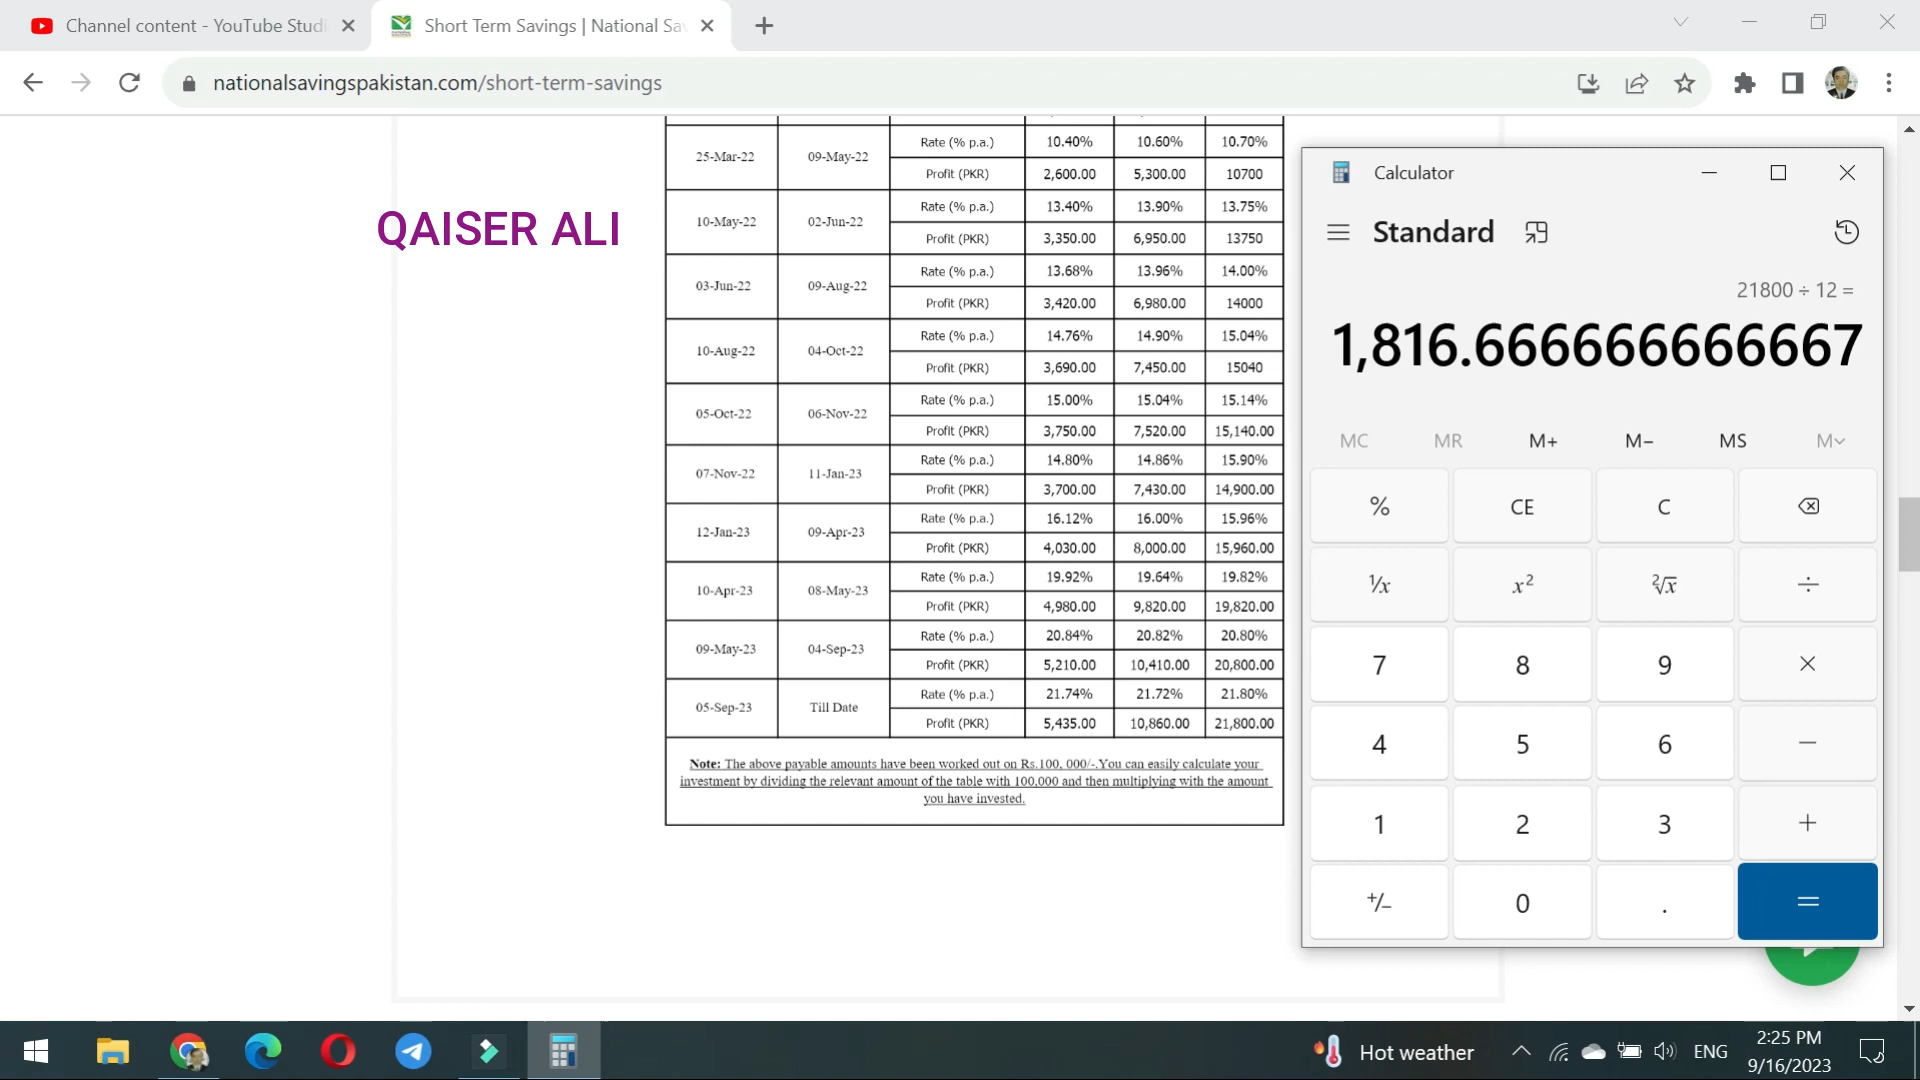 Channel content - YouTube Studi
Short Term Savings | National Sa
nationalsavingspakistan.com/short-term-savings
QAISER ALI
25-Mar-22 09-May-22 Rate (% p.a.) 10.40% 10.60% 10.70%
Profit (PKR) 2,600.00 5,300.00 10700
10-May-22 02-Jun-22 Rate (% p.a.) 13.40% 13.90% 13.75%
Profit (PKR) 3,350.00 6,950.00 13750
03-Jun-22 09-Aug-22 Rate (% p.a.) 13.68% 13.96% 14.00%
Profit (PKR) 3,420.00 6,980.00 14000
10-Aug-22 04-Oct-22 Rate (% p.a.) 14.76% 14.90% 15.04%
Profit (PKR) 3,690.00 7,450.00 15040
05-Oct-22 06-Nov-22 Rate (% p.a.) 15.00% 15.04% 15.14%
Profit (PKR) 3,750.00 7,520.00 15,140.00
07-Nov-22 11-Jan-23 Rate (% p.a.) 14.80% 14.86% 15.90%
Profit (PKR) 3,700.00 7,430.00 14,900.00
12-Jan-23 09-Apr-23 Rate (% p.a.) 16.12% 16.00% 15.96%
Profit (PKR) 4,030.00 8,000.00 15,960.00
10-Apr-23 08-May-23 Rate (% p.a.) 19.92% 19.64% 19.82%
Profit (PKR) 4,980.00 9,820.00 19,820.00
09-May-23 04-Sep-23 Rate (% p.a.) 20.84% 20.82% 20.80%
Profit (PKR) 5,210.00 10,410.00 20,800.00
05-Sep-23 Till Date Rate (% p.a.) 21.74% 21.72% 21.80%
Profit (PKR) 5,435.00 10,860.00 21,800.00
Note: The above payable amounts have been worked out on Rs.100, 000/-.You can easily calculate your
investment by dividing the relevant amount of the table with 100,000 and then multiplying with the amount
you have invested.
Calculator
Standard
21800 ÷ 12 =
1,816.666666666667
MC MR M+ M− MS M
% CE C
¹/x x² ²√x ÷
7 8 9 ×
4 5 6 −
1 2 3 +
+/− 0 . =
Hot weather
ENG
2:25 PM
9/16/2023